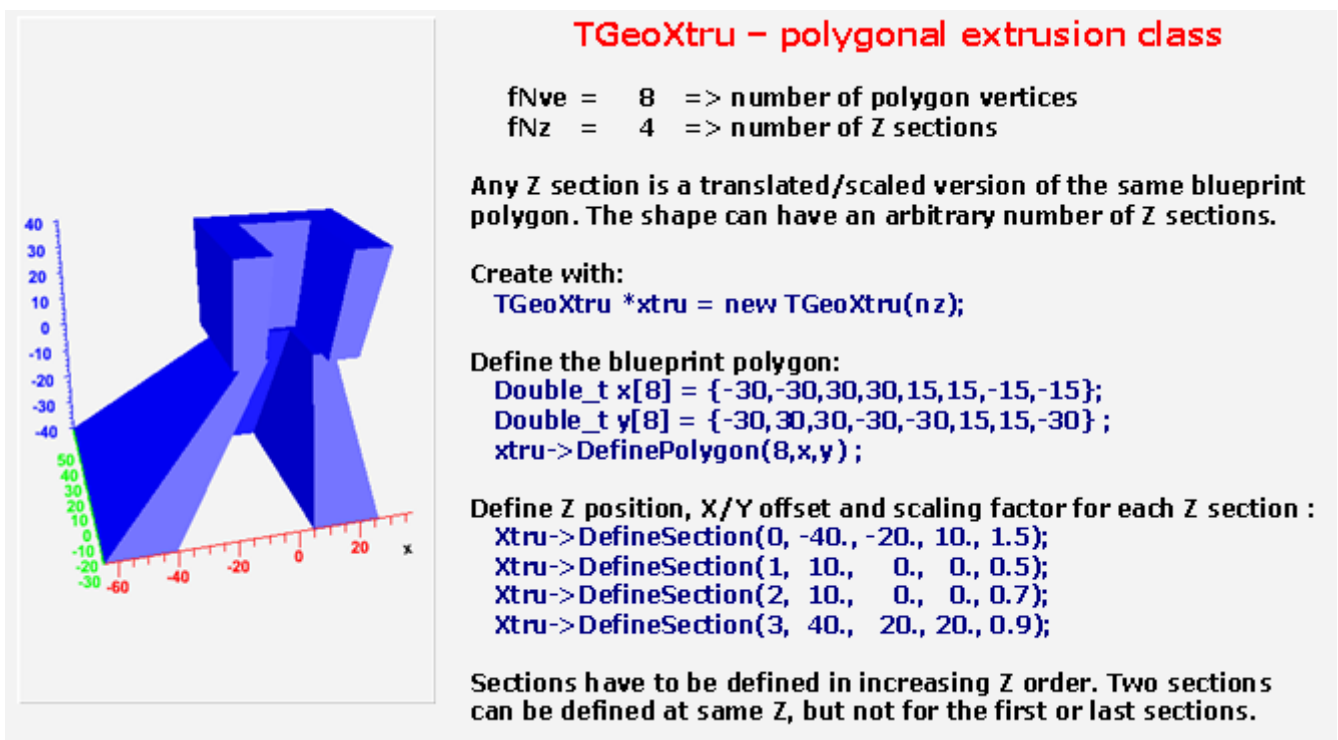 TGeoXtru – polygonal extrusion class
fNve = 8 => number of polygon vertices
fNz = 4 => number of Z sections
Any Z section is a translated/scaled version of the same blueprint
polygon. The shape can have an arbitrary number of Z sections.
Create with:
TGeoXtru *xtru = new TGeoXtru(nz);
Define the blueprint polygon:
Double_t x[8] = {-30,-30,30,30,15,15,-15,-15};
Double_t y[8] = {-30,30,30,-30,-30,15,15,-30} ;
xtru->DefinePolygon(8,x,y) ;
Define Z position, X/Y offset and scaling factor for each Z section :
Xtru->DefineSection(0, -40., -20., 10., 1.5);
Xtru->DefineSection(1, 10., 0., 0., 0.5);
Xtru->DefineSection(2, 10., 0., 0., 0.7);
Xtru->DefineSection(3, 40., 20., 20., 0.9);
Sections have to be defined in increasing Z order. Two sections
can be defined at same Z, but not for the first or last sections.
40
30
20
10
0
-10
-20
-30
-40
50
40
30
20
10
0
-10
-20
-30
-60
-40
-20
0
20
x